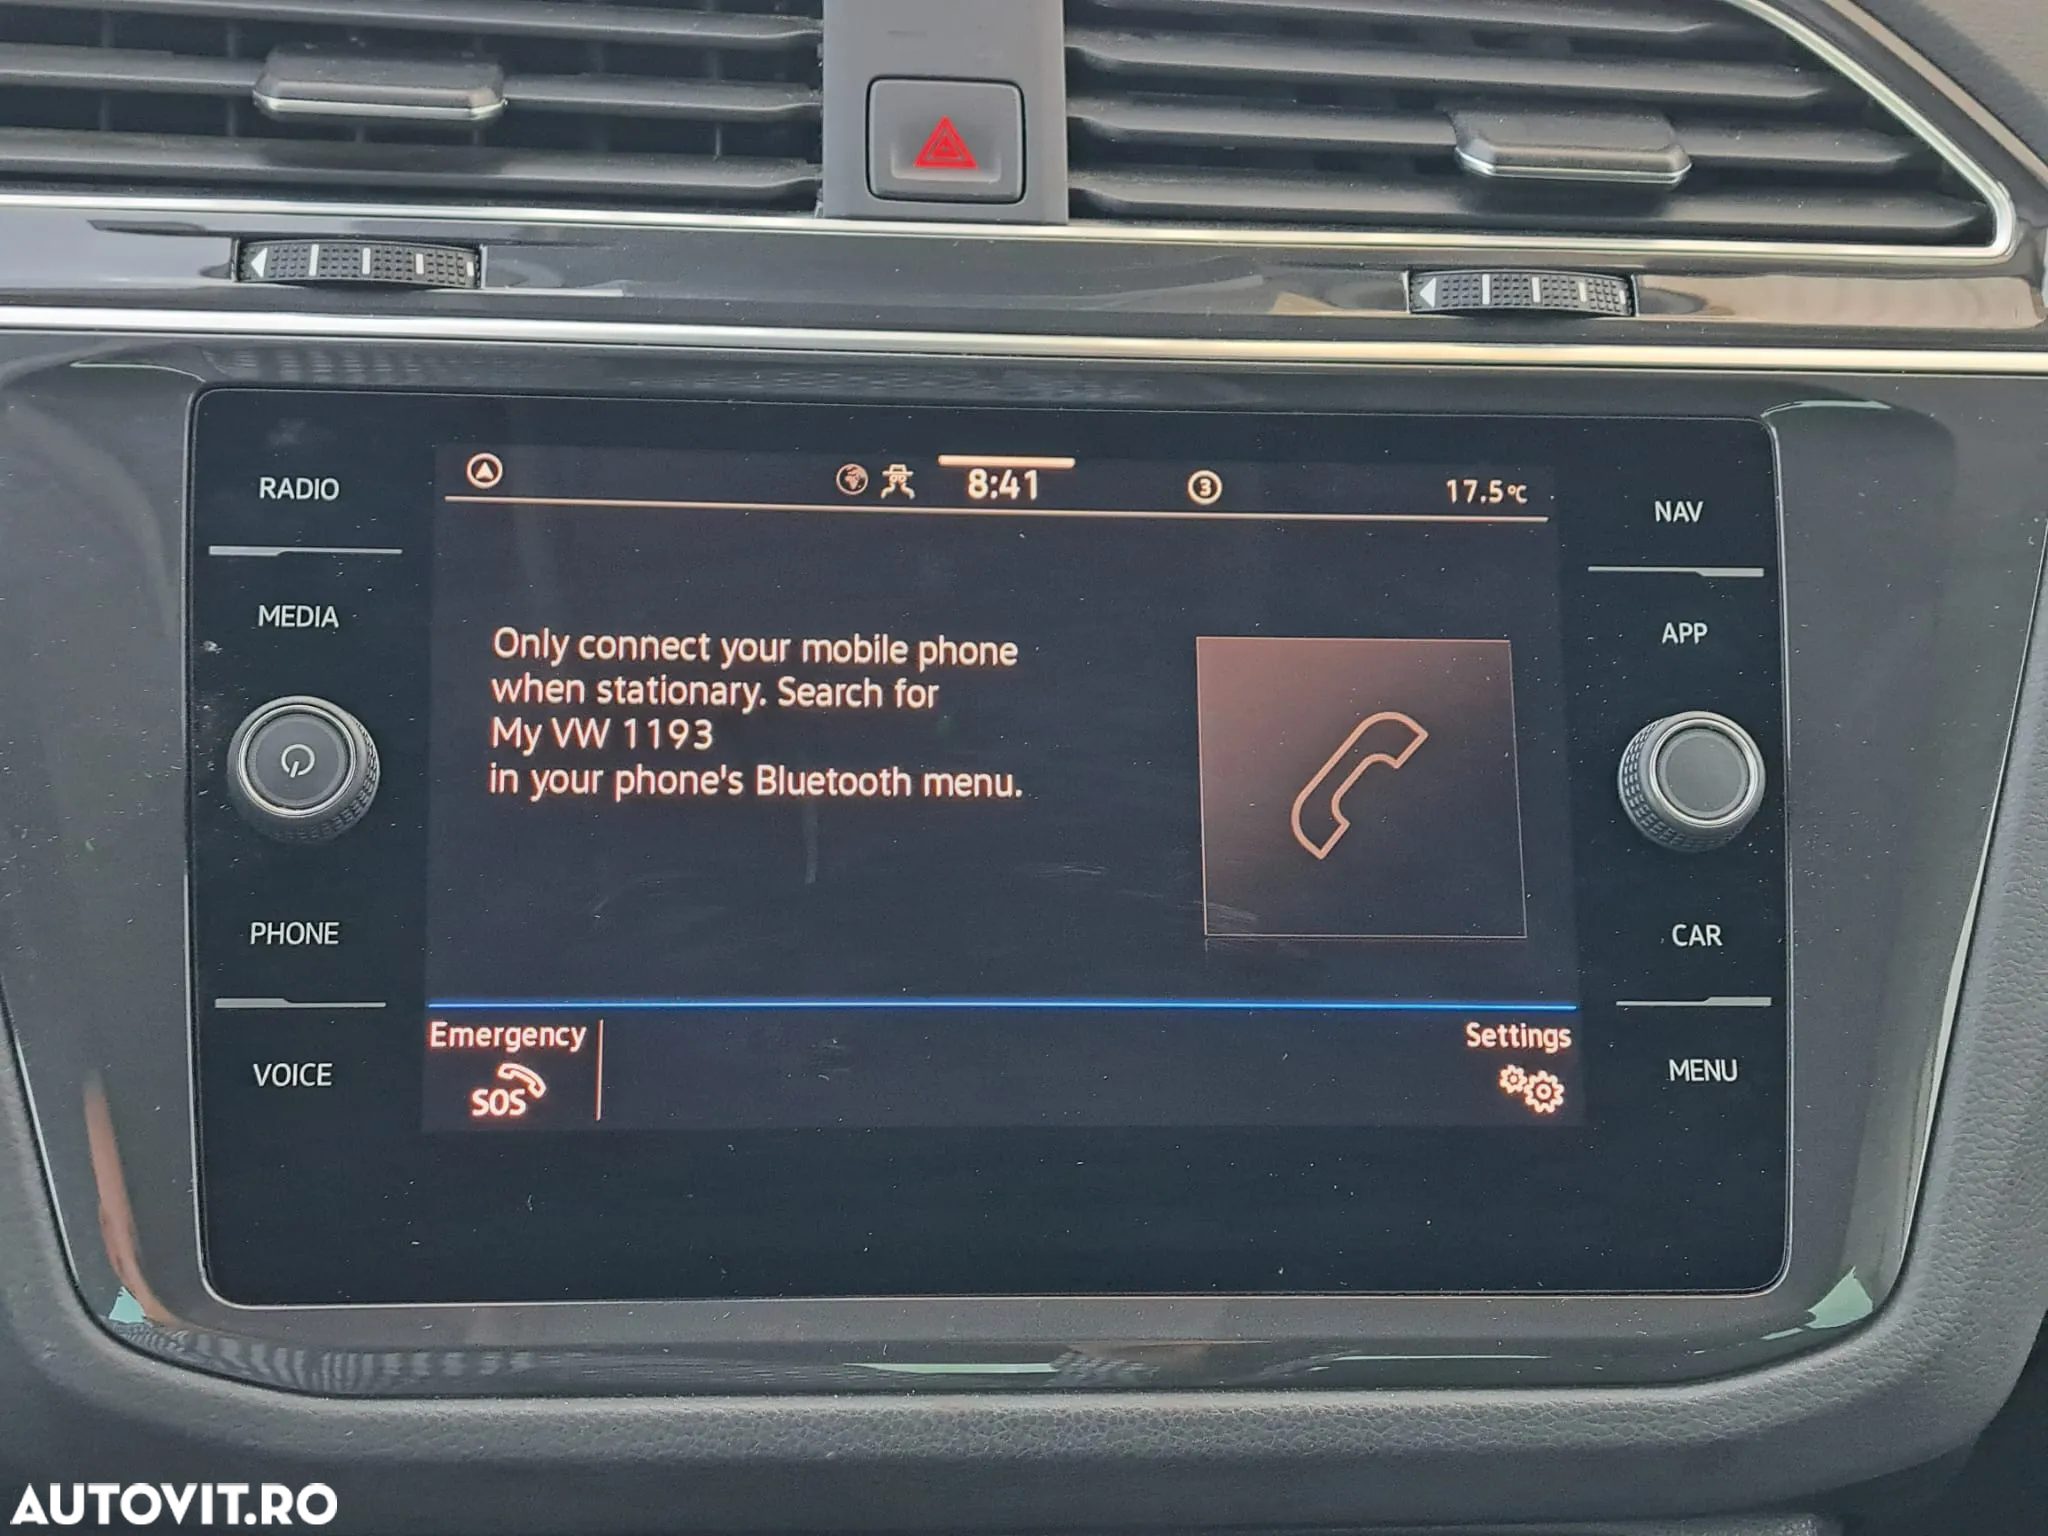 RADIO
MEDIA
PHONE
VOICE
8:41
3
17.5°C
Only connect your mobile phone
when stationary. Search for
My VW 1193
in your phone's Bluetooth menu.
Emergency
SOS
Settings
NAV
APP
CAR
MENU
AUTOVIT.RO